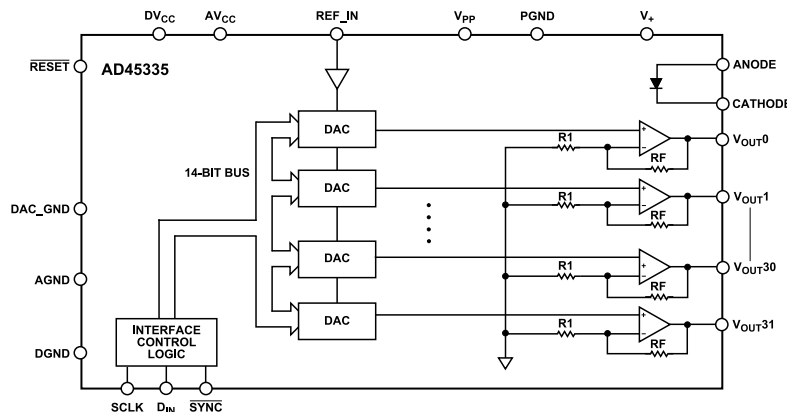 DVCC AVCC REF_IN VPP PGND V+
RESET
AD45335
ANODE
CATHODE
DAC
R1
RF
VOUT0
14-BIT BUS
DAC
R1
RF
VOUT1
DAC_GND
DAC
R1
RF
VOUT30
AGND
DAC
R1
RF
VOUT31
INTERFACE
CONTROL
LOGIC
DGND
SCLK DIN SYNC